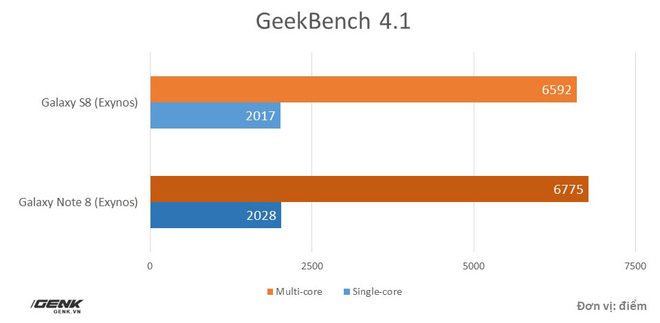 GeekBench 4.1
Galaxy S8 (Exynos)
6592
2017
Galaxy Note 8 (Exynos)
6775
2028
0 2500 5000 7500
Multi-core Single-core
GENK
GENK.VN
Đơn vị: điểm